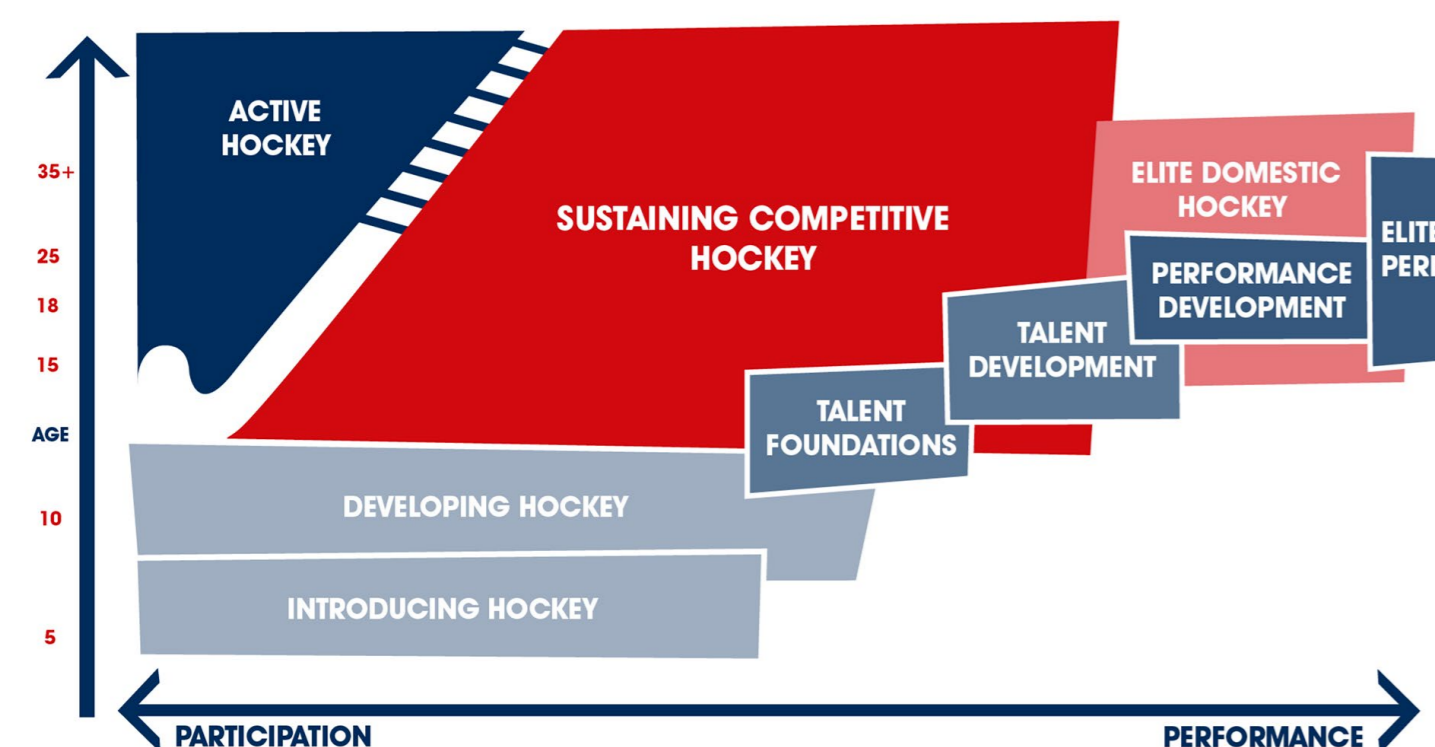 ACTIVE
HOCKEY
35+
25
18
15
AGE
10
5
SUSTAINING COMPETITIVE
HOCKEY
ELITE DOMESTIC
HOCKEY
ELITE
PERFORMANCE
DEVELOPMENT
TALENT
DEVELOPMENT
TALENT
FOUNDATIONS
DEVELOPING HOCKEY
INTRODUCING HOCKEY
PARTICIPATION
PERFORMANCE